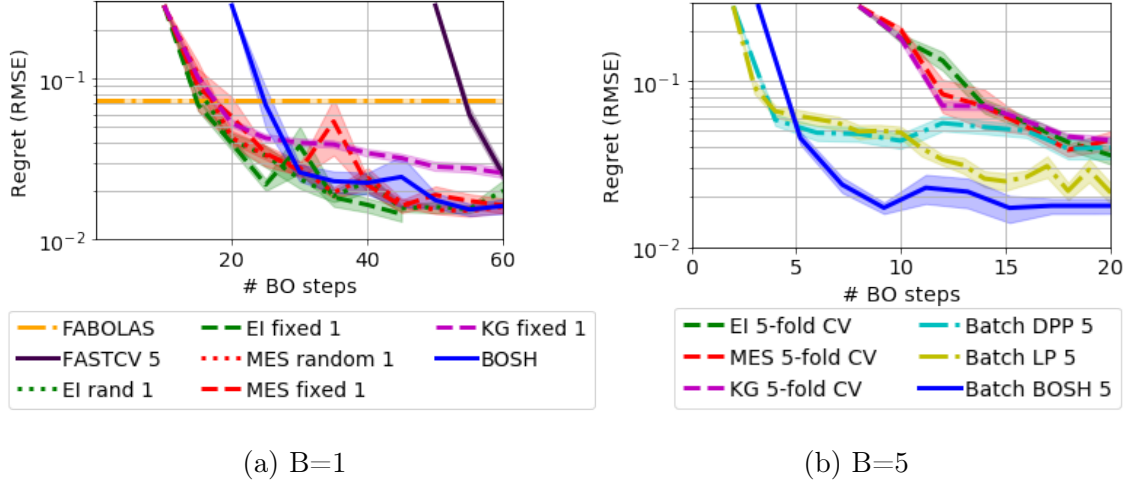 Regret (RMSE)
10⁻¹
10⁻²
20
40
60
# BO steps
FABOLAS
FASTCV 5
EI rand 1
EI fixed 1
MES random 1
MES fixed 1
KG fixed 1
BOSH
(a) B=1
Regret (RMSE)
10⁻¹
10⁻²
0
5
10
15
20
# BO steps
EI 5-fold CV
MES 5-fold CV
KG 5-fold CV
Batch DPP 5
Batch LP 5
Batch BOSH 5
(b) B=5